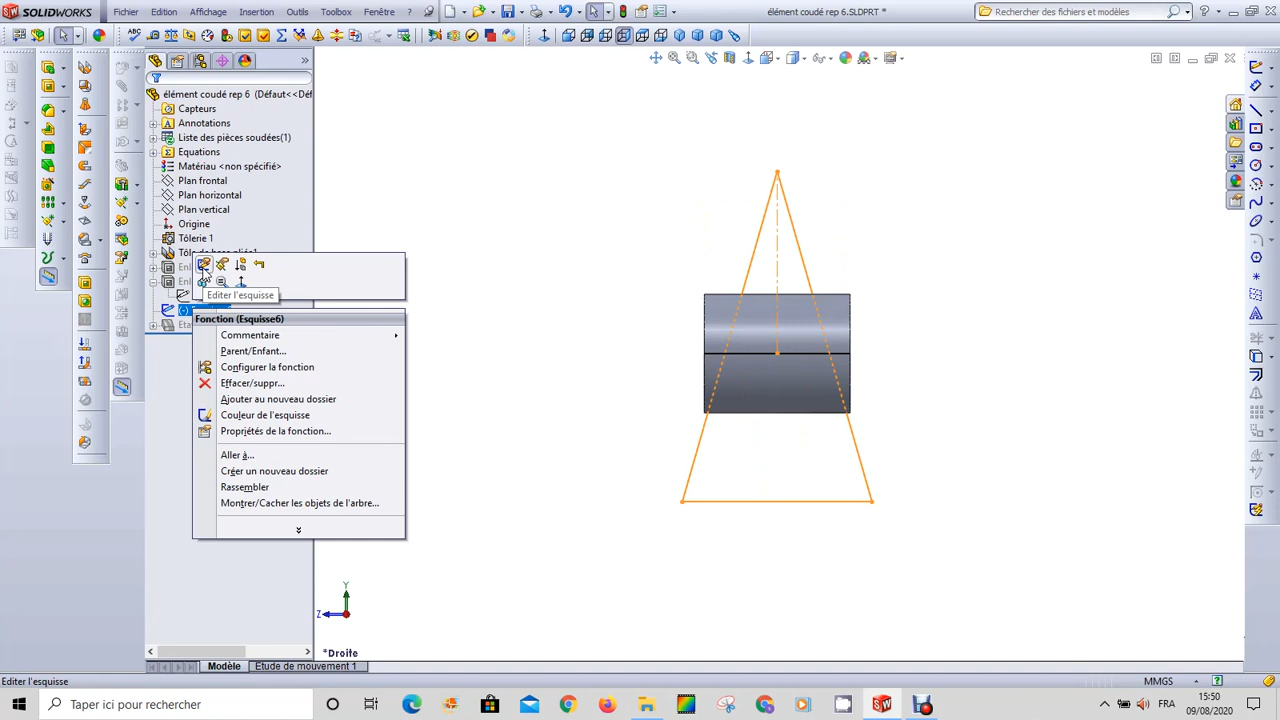 SOLIDWORKS
Fichier Edition Affichage Insertion Outils Toolbox Fenêtre ?
élément coudé rep 6.SLDPRT *
Rechercher des fichiers et modèles
élément coudé rep 6 (Défaut<<Déf
Capteurs
Annotations
Liste des pièces soudées(1)
Equations
Matériau <non spécifié>
Plan frontal
Plan horizontal
Plan vertical
Origine
Tôlerie 1
Tôle de base pliée1
Editer l'esquisse
Fonction (Esquisse6)
Commentaire
Parent/Enfant...
Configurer la fonction
Effacer/suppr...
Ajouter au nouveau dossier
Couleur de l'esquisse
Propriétés de la fonction...
Aller à...
Créer un nouveau dossier
Rassembler
Montrer/Cacher les objets de l'arbre...
Y
Z
*Droite
Modèle Etude de mouvement 1
Editer l'esquisse
MMGS
Taper ici pour rechercher
FRA
15:50
09/08/2020